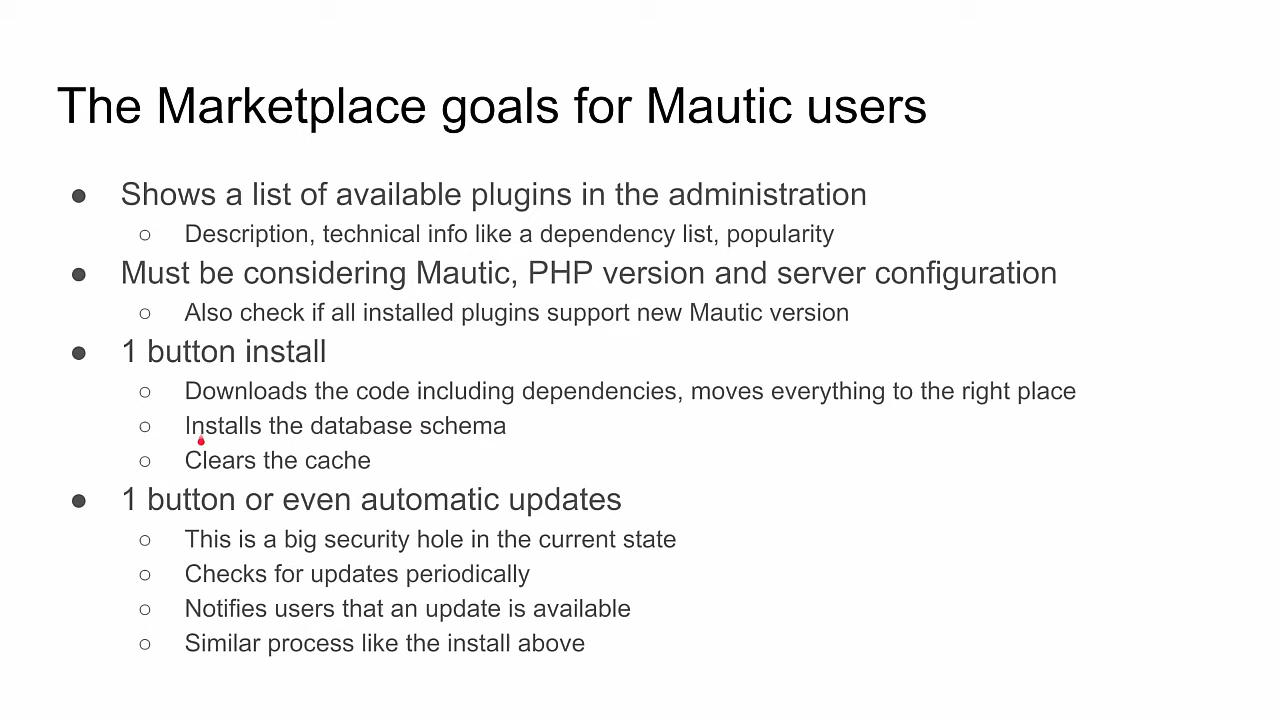 The Marketplace goals for Mautic users
● Shows a list of available plugins in the administration
○ Description, technical info like a dependency list, popularity
● Must be considering Mautic, PHP version and server configuration
○ Also check if all installed plugins support new Mautic version
● 1 button install
○ Downloads the code including dependencies, moves everything to the right place
○ Installs the database schema
○ Clears the cache
● 1 button or even automatic updates
○ This is a big security hole in the current state
○ Checks for updates periodically
○ Notifies users that an update is available
○ Similar process like the install above